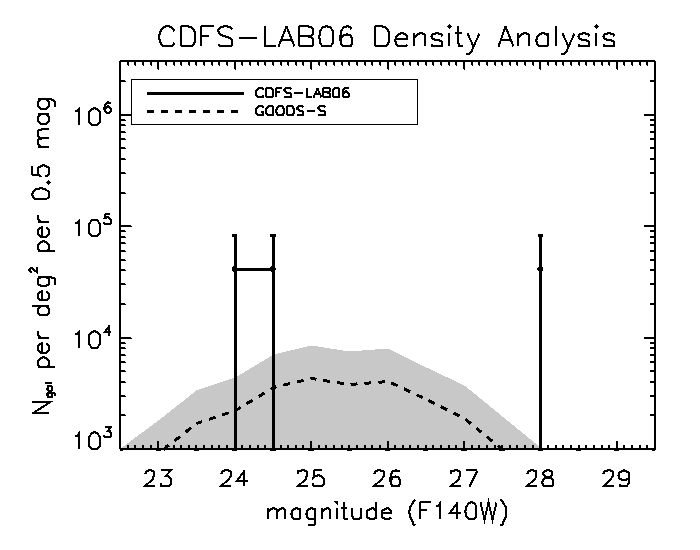 CDFS-LAB06 Density Analysis
CDFS-LAB06
GOODS-S
N_gal per deg² per 0.5 mag
10⁶
10⁵
10⁴
10³
23 24 25 26 27 28 29
magnitude (F140W)